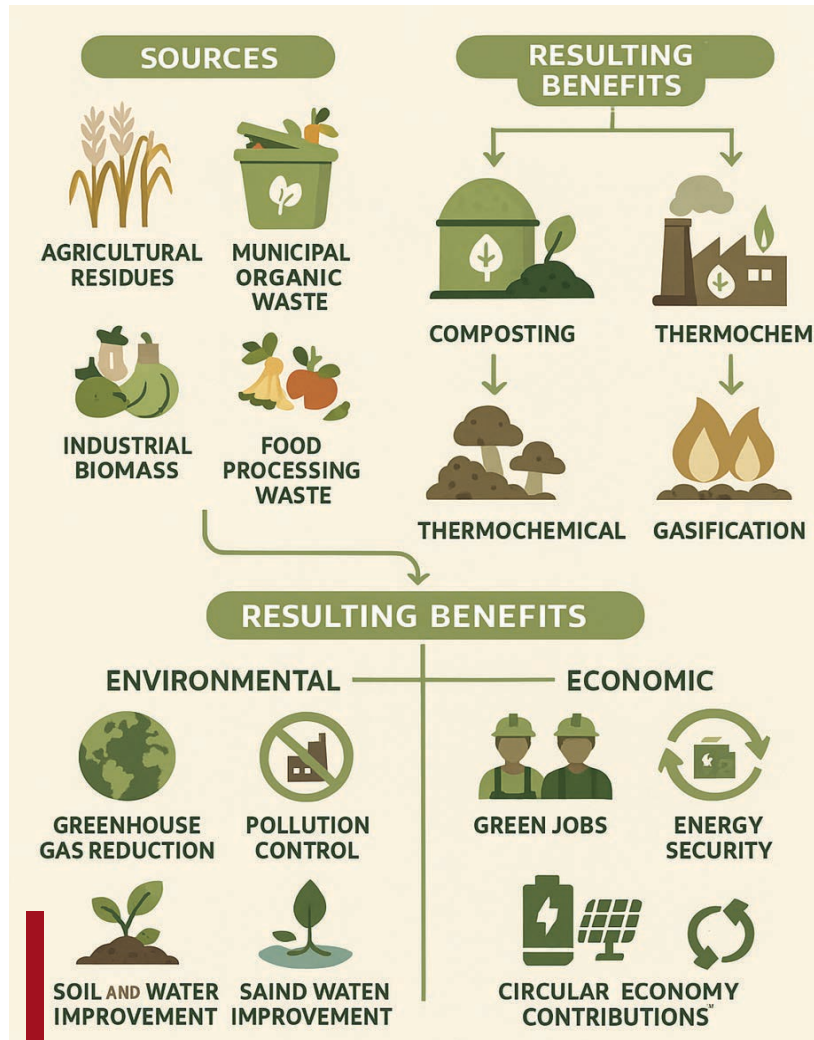 SOURCES
AGRICULTURAL
RESIDUES
MUNICIPAL
ORGANIC
WASTE
INDUSTRIAL
BIOMASS
FOOD
PROCESSING
WASTE
RESULTING
BENEFITS
COMPOSTING
THERMOCHEM
THERMOCHEMICAL
GASIFICATION
RESULTING BENEFITS
ENVIRONMENTAL
GREENHOUSE
GAS REDUCTION
POLLUTION
CONTROL
SOIL AND WATER
IMPROVEMENT
SAIND WATEN
IMPROVEMENT
ECONOMIC
GREEN JOBS
ENERGY
SECURITY
CIRCULAR ECONOMY
CONTRIBUTIONS